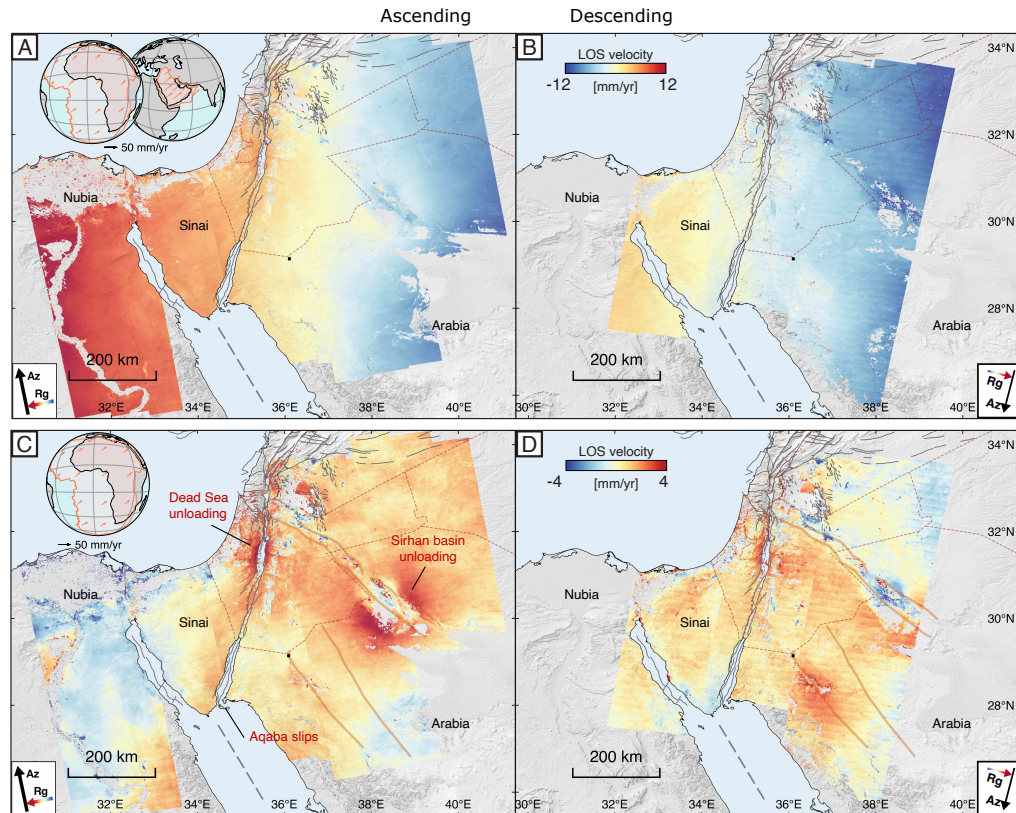 Ascending
Descending
A
50 mm/yr
Nubia
Sinai
Arabia
200 km
Az
Rg
32°E
34°E
36°E
38°E
40°E
B
LOS velocity
-12
12
[mm/yr]
34°N
32°N
30°N
28°N
Nubia
Sinai
Arabia
200 km
Rg
Az
32°E
34°E
36°E
38°E
40°E
C
50 mm/yr
Dead Sea
unloading
Sirhan basin
unloading
Nubia
Sinai
Arabia
Aqaba slips
200 km
Az
Rg
32°E
34°E
36°E
38°E
40°E
D
LOS velocity
-4
4
[mm/yr]
34°N
32°N
30°N
28°N
Nubia
Sinai
Arabia
200 km
Rg
Az
32°E
34°E
36°E
38°E
40°E